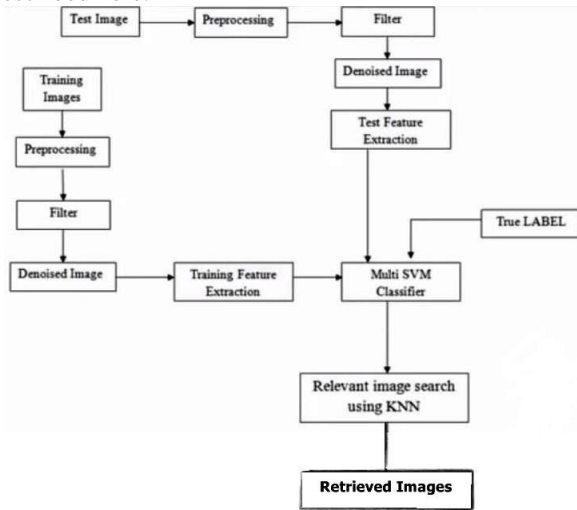 Test Image
Preprocessing
Filter
Denoised Image
Test Feature
Extraction
Training
Images
Preprocessing
Filter
Denoised Image
Training Feature
Extraction
True LABEL
Multi SVM
Classifier
Relevant image search
using KNN
Retrieved Images